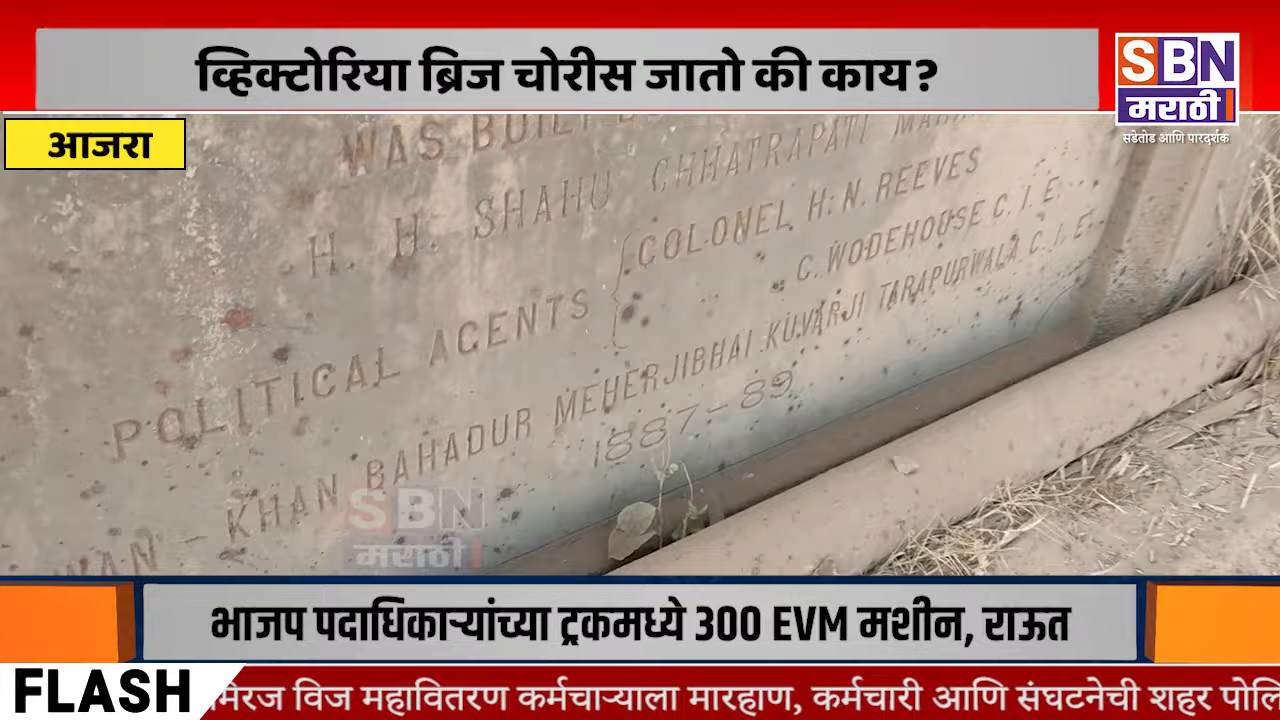 व्हिक्टोरिया ब्रिज चोरीस जातो की काय?
SBN
मराठी
सडेतोड आणि पारदर्शक
आजरा
WAS BUILT
H. H. SHAHU CHHATRAPATI
POLITICAL AGENTS { COLONEL H. N. REEVES
C. WODEHOUSE C. I. E.
WAN - KHAN BAHADUR MEHERJIBHAI KUVARJI TARAPURWALA C. I. E.
1887-89
SBN
मराठी
भाजप पदाधिकाऱ्यांच्या ट्रकमध्ये 300 EVM मशीन, राऊत
FLASH
मिरज विज महावितरण कर्मचाऱ्याला मारहाण, कर्मचारी आणि संघटनेची शहर पोलि